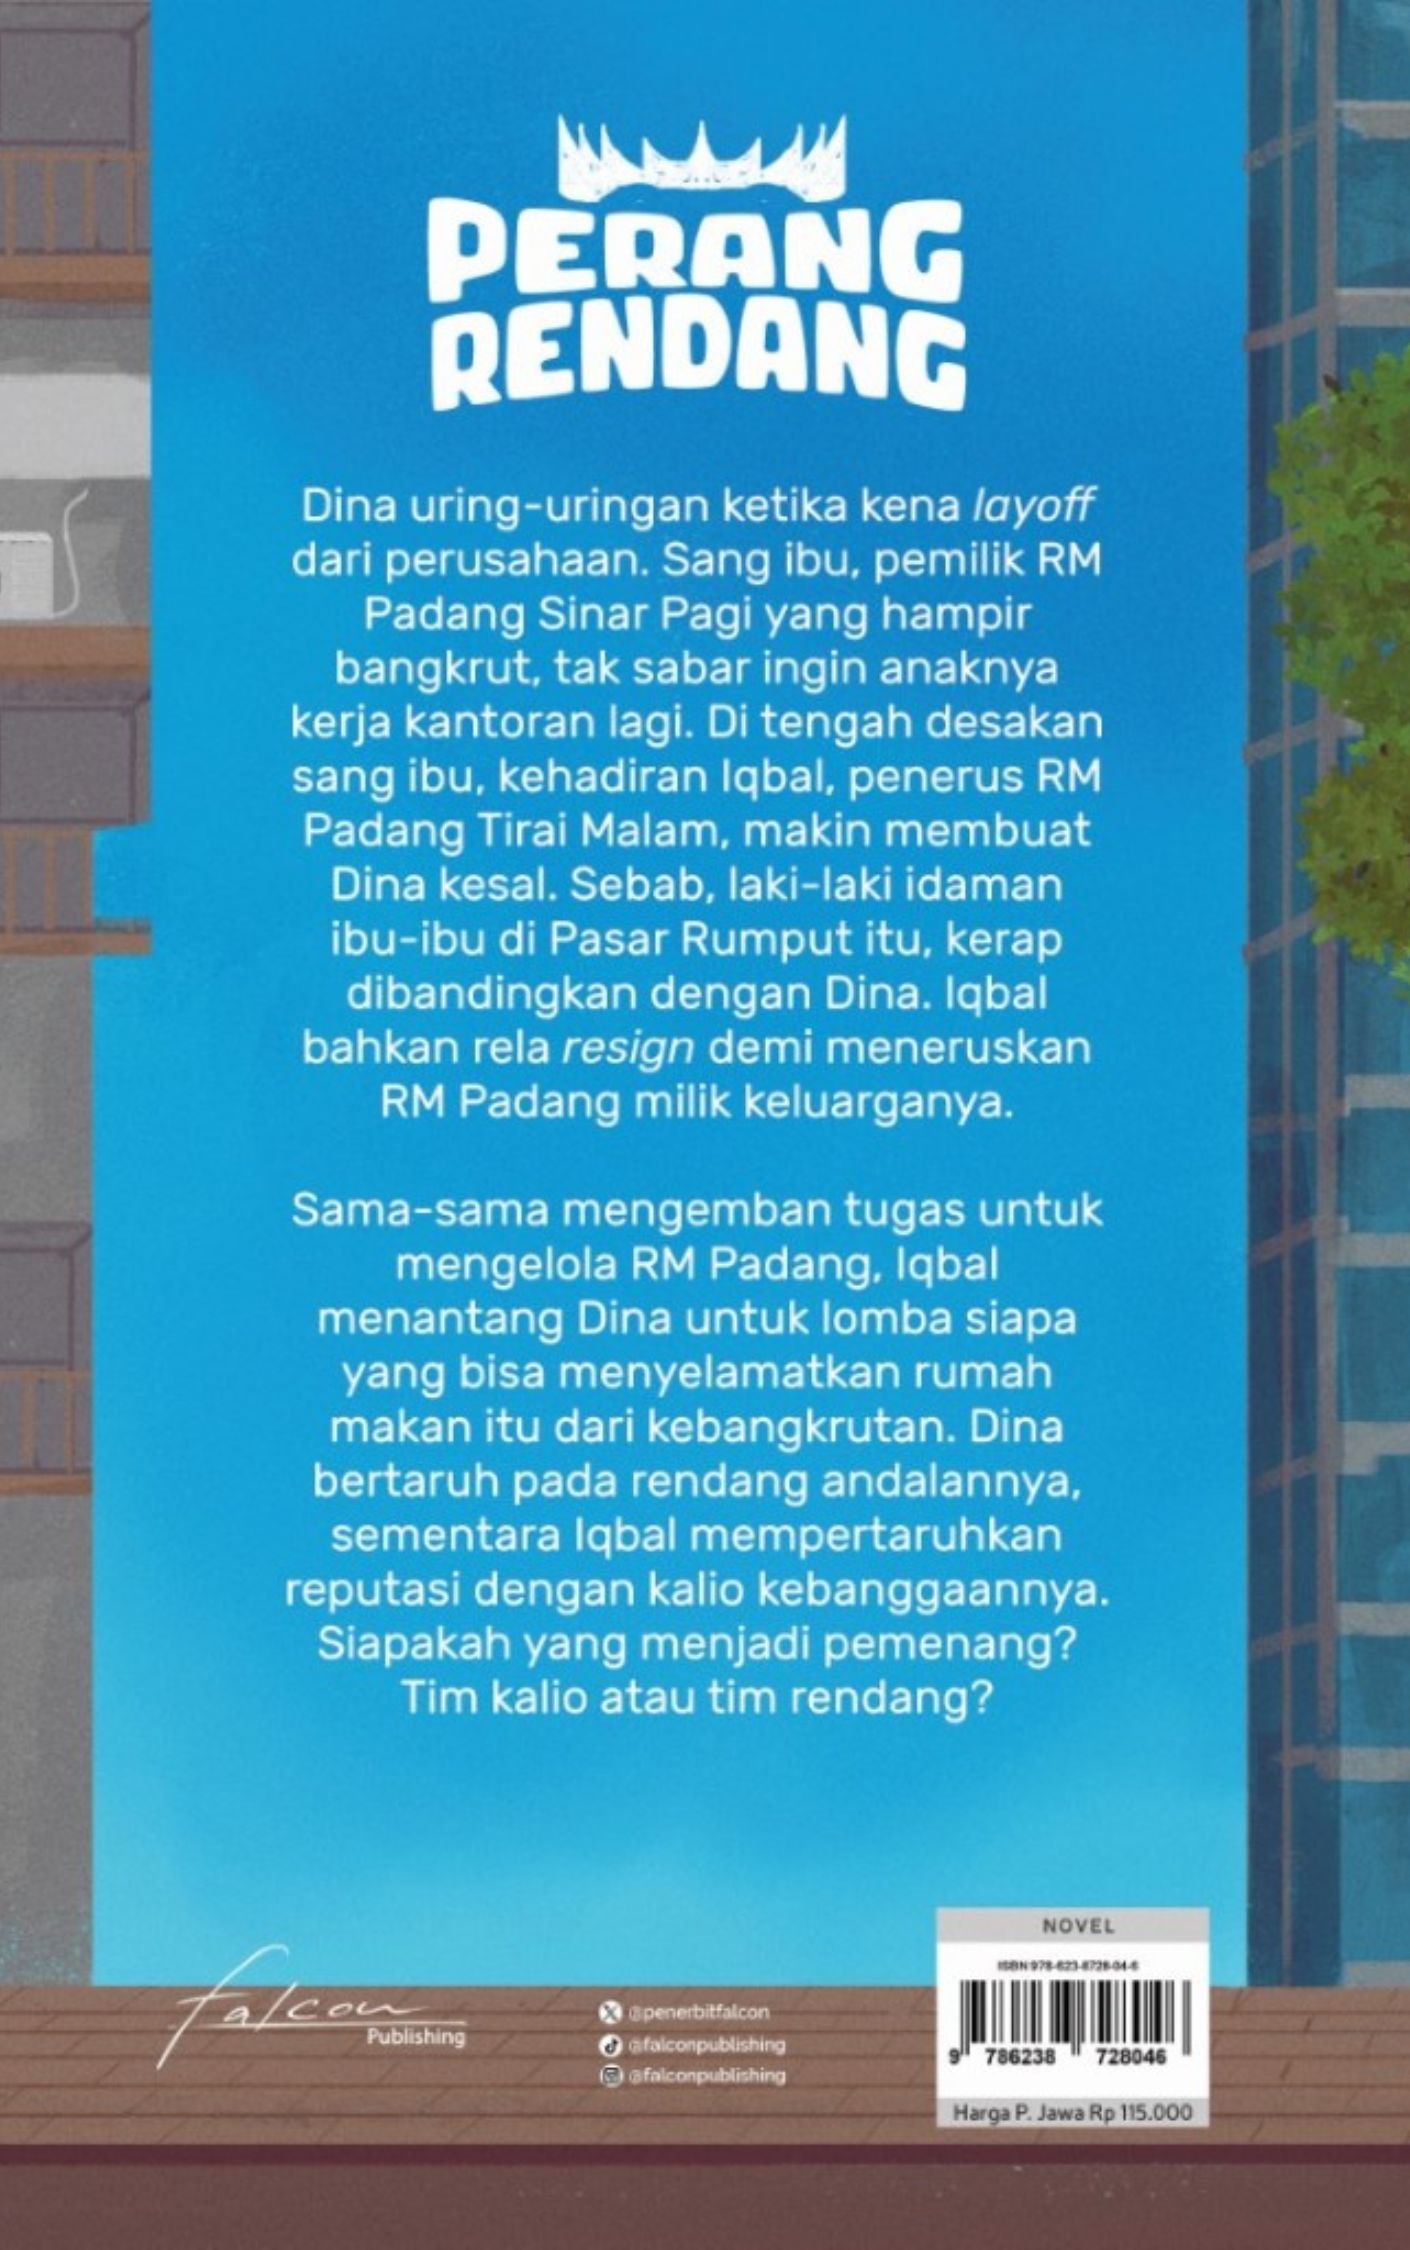 PERANG
RENDANG
Dina uring-uringan ketika kena layoff
dari perusahaan. Sang ibu, pemilik RM
Padang Sinar Pagi yang hampir
bangkrut, tak sabar ingin anaknya
kerja kantoran lagi. Di tengah desakan
sang ibu, kehadiran Iqbal, penerus RM
Padang Tirai Malam, makin membuat
Dina kesal. Sebab, laki-laki idaman
ibu-ibu di Pasar Rumput itu, kerap
dibandingkan dengan Dina. Iqbal
bahkan rela resign demi meneruskan
RM Padang milik keluarganya.
Sama-sama mengemban tugas untuk
mengelola RM Padang, Iqbal
menantang Dina untuk lomba siapa
yang bisa menyelamatkan rumah
makan itu dari kebangkrutan. Dina
bertaruh pada rendang andalannya,
sementara Iqbal mempertaruhkan
reputasi dengan kalio kebanggaannya.
Siapakah yang menjadi pemenang?
Tim kalio atau tim rendang?
falcon
Publishing
@penerbitfalcon
@falconpublishing
@falconpublishing
NOVEL
ISBN 978-623-8728-04-6
9 786238 728046
Harga P. Jawa Rp 115.000